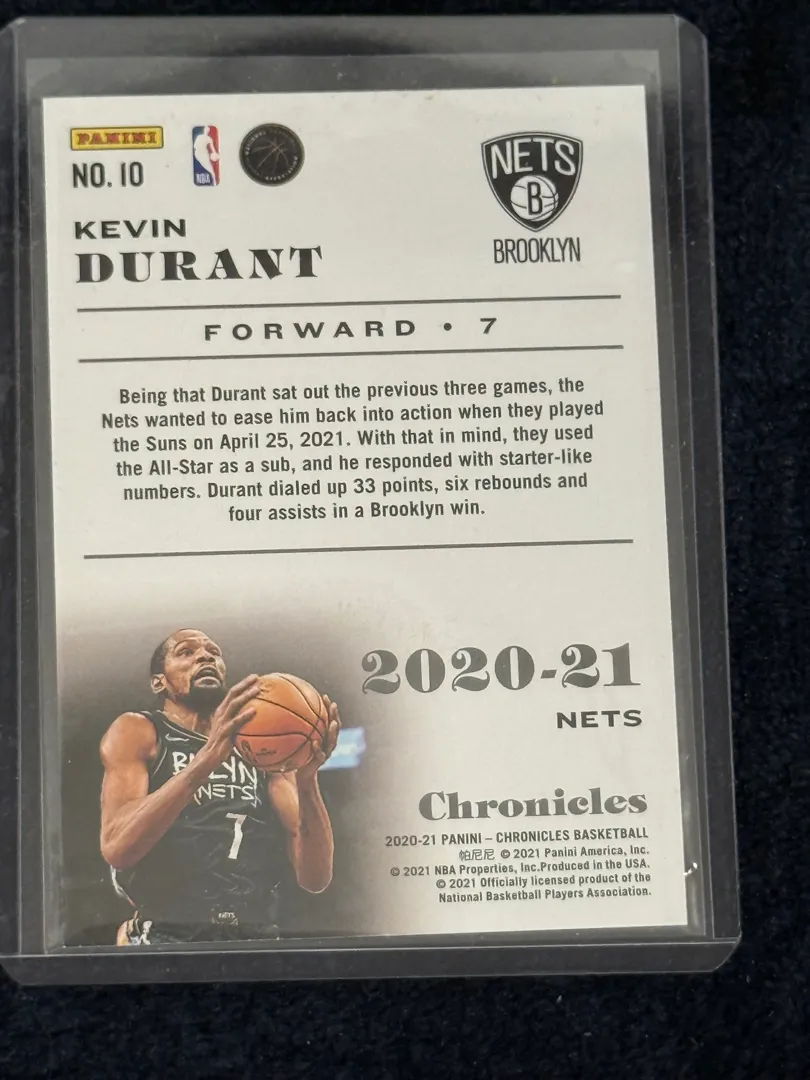 PANINI
NO. 10
NBA
NETS
B
BROOKLYN
KEVIN
DURANT
FORWARD • 7
Being that Durant sat out the previous three games, the
Nets wanted to ease him back into action when they played
the Suns on April 25, 2021. With that in mind, they used
the All-Star as a sub, and he responded with starter-like
numbers. Durant dialed up 33 points, six rebounds and
four assists in a Brooklyn win.
2020-21
NETS
NETS
7
Chronicles
2020-21 PANINI – CHRONICLES BASKETBALL
帕尼尼 © 2021 Panini America, Inc.
© 2021 NBA Properties, Inc.Produced in the USA.
© 2021 Officially licensed product of the
National Basketball Players Association.